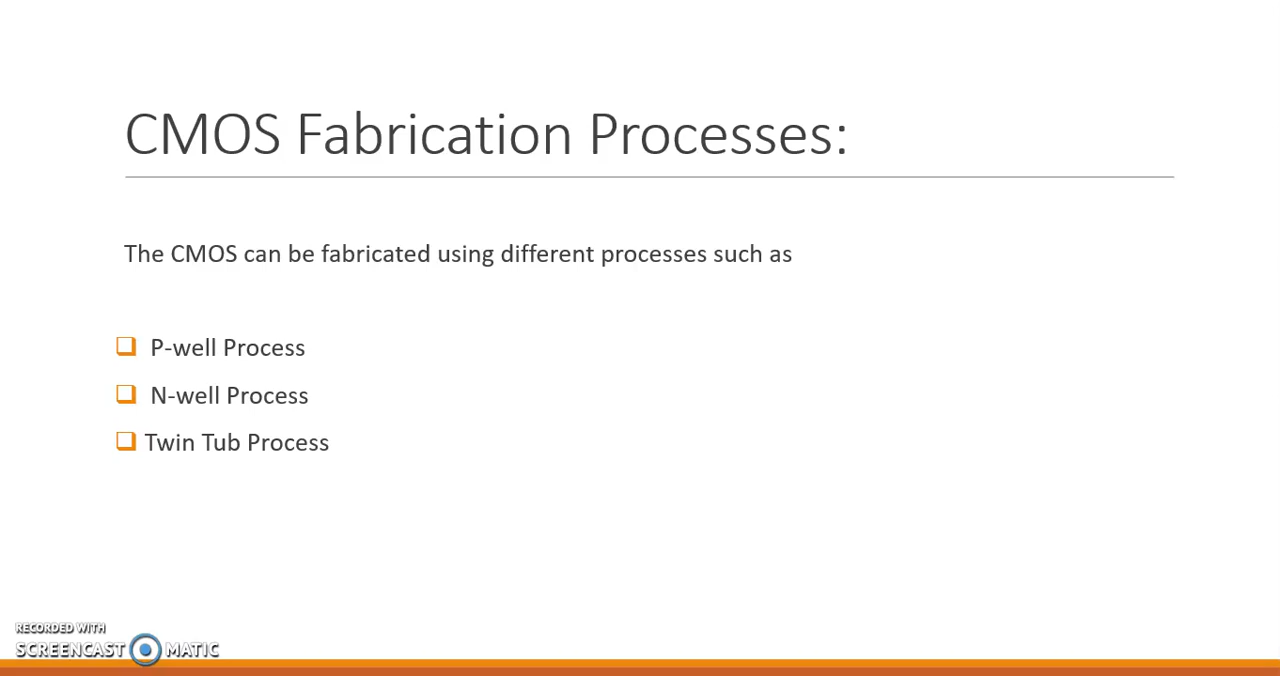 CMOS Fabrication Processes:
The CMOS can be fabricated using different processes such as
P-well Process
N-well Process
Twin Tub Process
RECORDED WITH
SCREENCAST MATIC